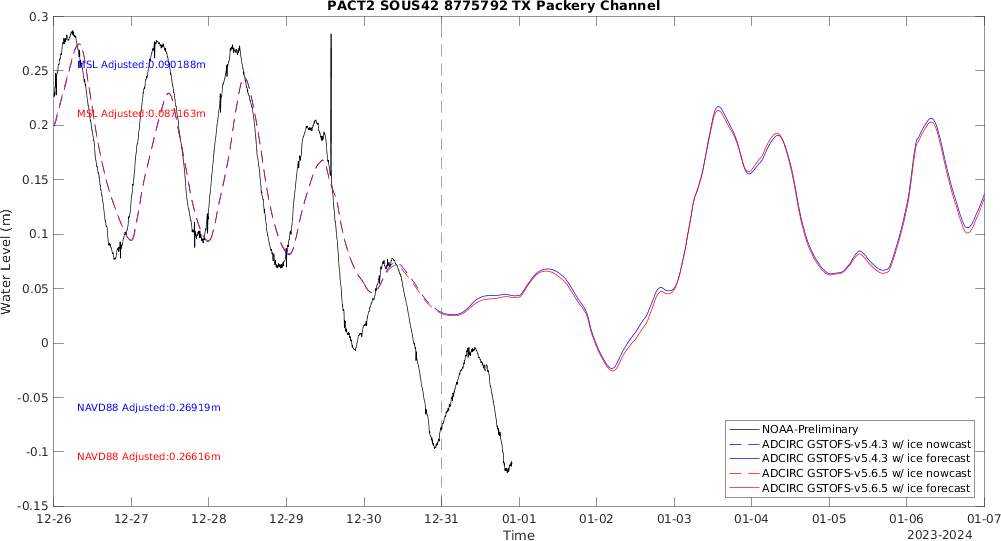 PACT2 SOUS42 8775792 TX Packery Channel
0.3
0.25
0.2
0.15
0.1
0.05
0
-0.05
-0.1
-0.15
Water Level (m)
MSL Adjusted:0.090188m
MSL Adjusted:0.087163m
NAVD88 Adjusted:0.26919m
NAVD88 Adjusted:0.26616m
NOAA-Preliminary
ADCIRC GSTOFS-v5.4.3 w/ ice nowcast
ADCIRC GSTOFS-v5.4.3 w/ ice forecast
ADCIRC GSTOFS-v5.6.5 w/ ice nowcast
ADCIRC GSTOFS-v5.6.5 w/ ice forecast
12-26 12-27 12-28 12-29 12-30 12-31 01-01 01-02 01-03 01-04 01-05 01-06 01-07
Time
2023-2024